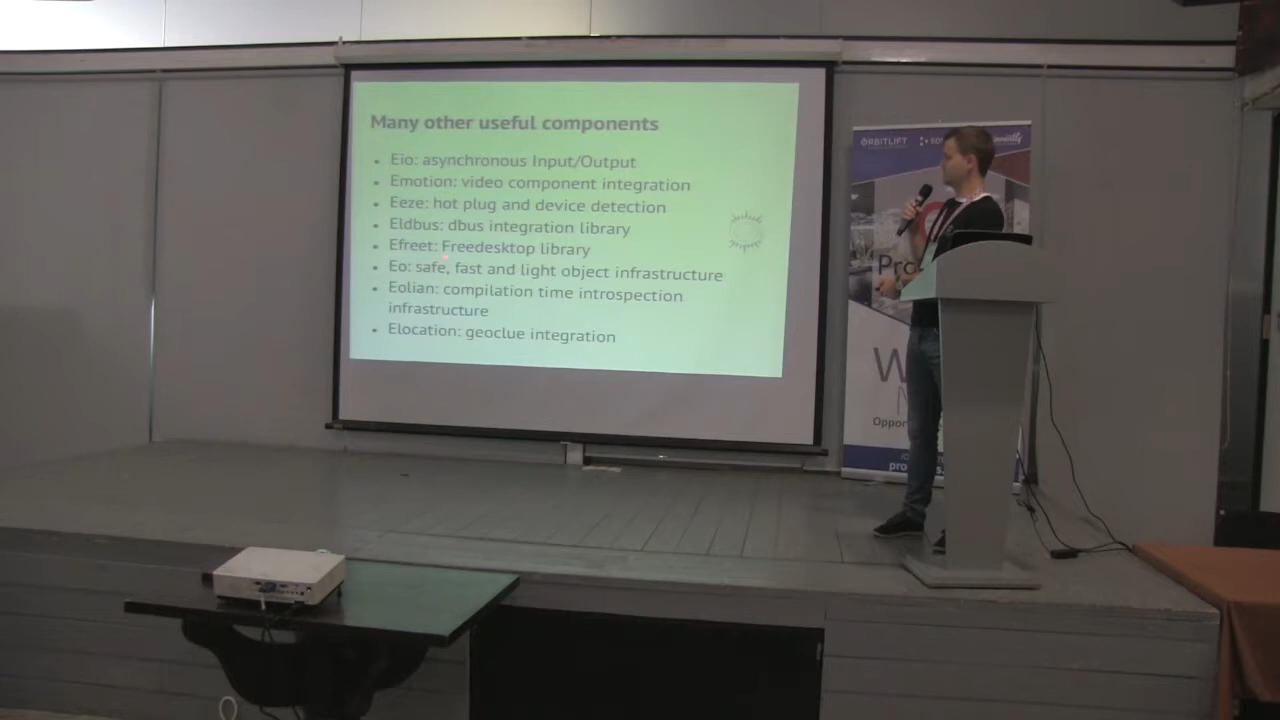 Many other useful components
• Eio: asynchronous Input/Output
• Emotion: video component integration
• Eeze: hot plug and device detection
• Eldbus: dbus integration library
• Efreet: Freedesktop library
• Eo: safe, fast and light object infrastructure
• Eolian: compilation time introspection
infrastructure
• Elocation: geoclue integration
ORBITLIFT
Pro
W
Oppor